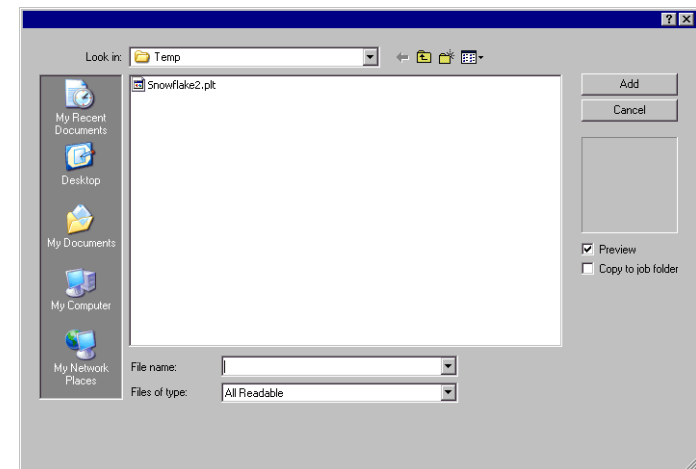 Look in:
Temp
Snowflake2.plt
My Recent
Documents
Desktop
My Documents
My Computer
My Network
Places
Add
Cancel
Preview
Copy to job folder
File name:
Files of type:
All Readable